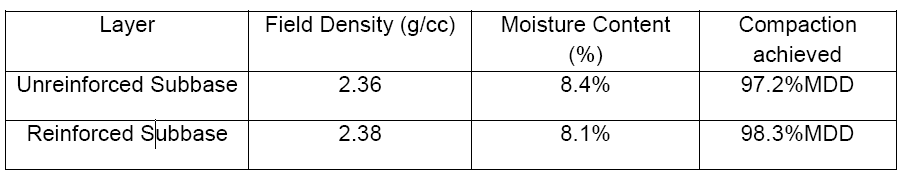 Layer Field Density (g/cc) Moisture Content (%) Compaction achieved
Unreinforced Subbase 2.36 8.4% 97.2%MDD
Reinforced Subbase 2.38 8.1% 98.3%MDD